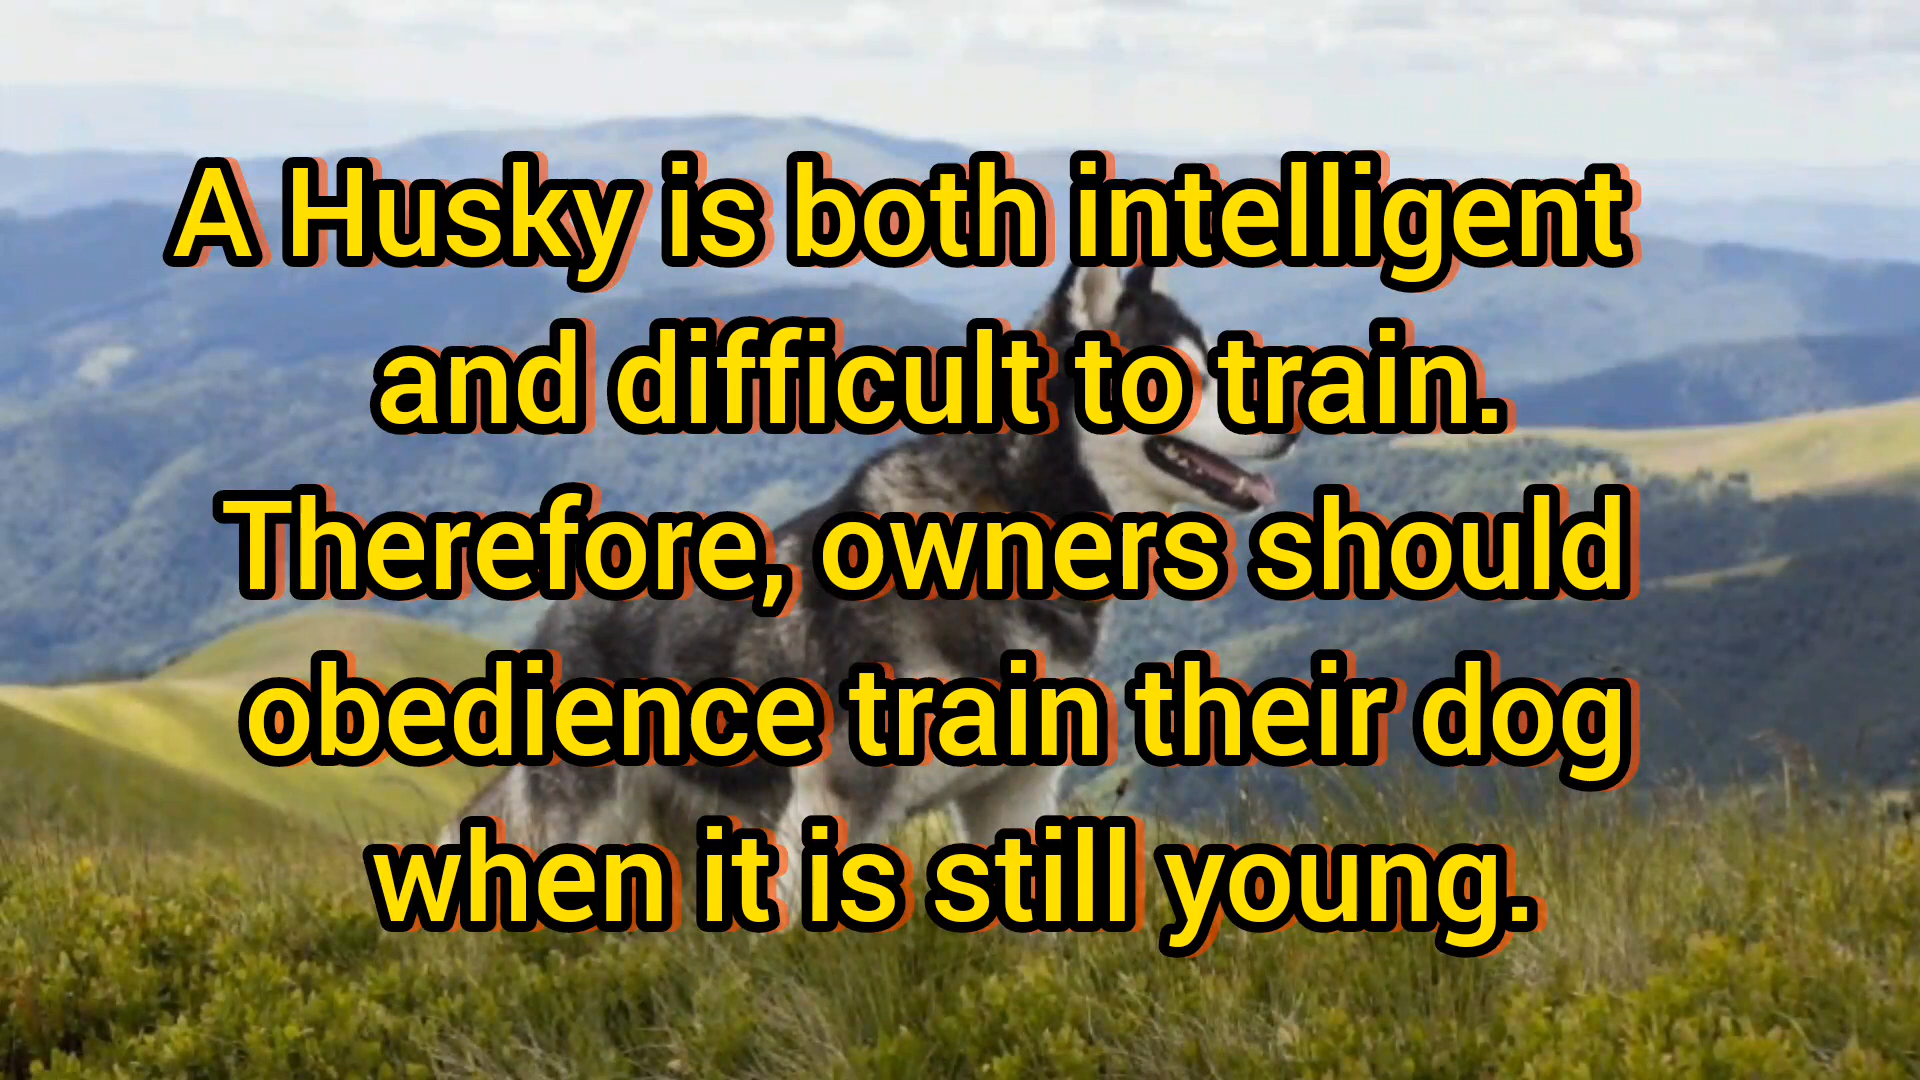 A Husky is both intelligent
and difficult to train.
Therefore, owners should
obedience train their dog
when it is still young.